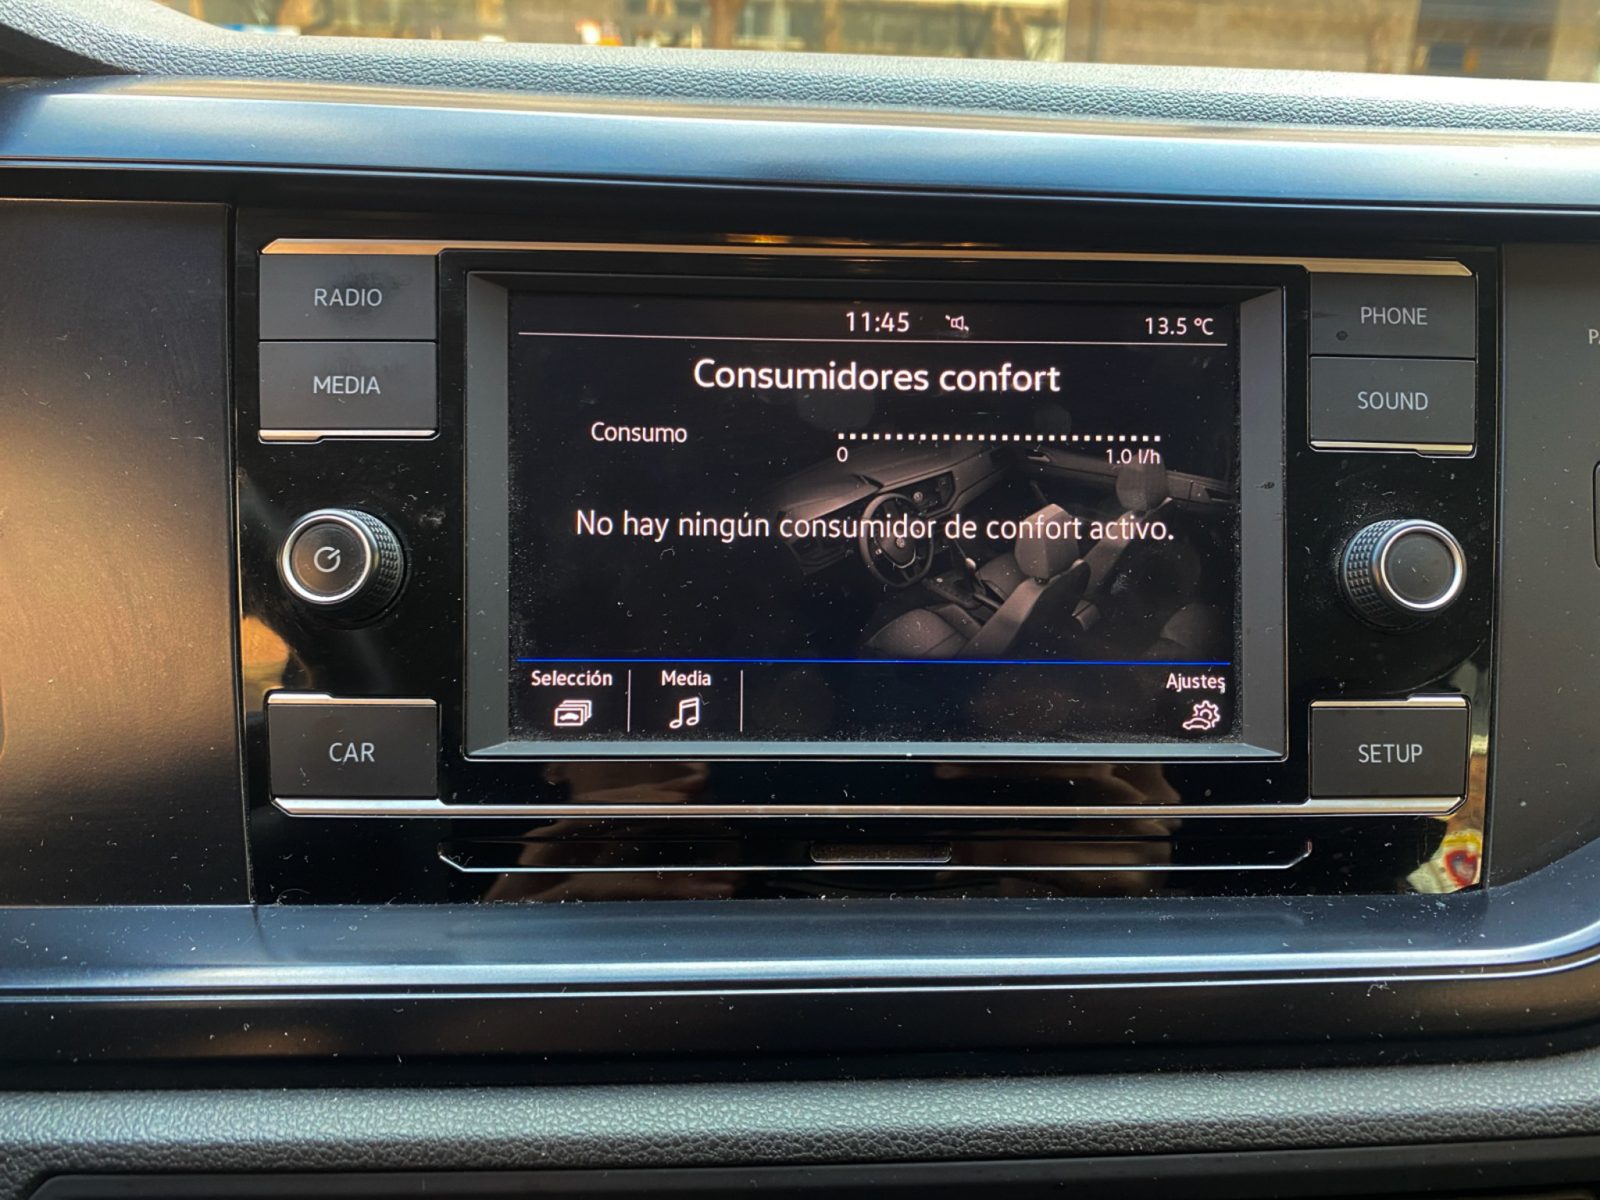 RADIO
MEDIA
CAR
11:45
13.5 °C
Consumidores confort
Consumo
0
1.0 l/h
No hay ningún consumidor de confort activo.
Selección
Media
Ajustes
PHONE
SOUND
SETUP